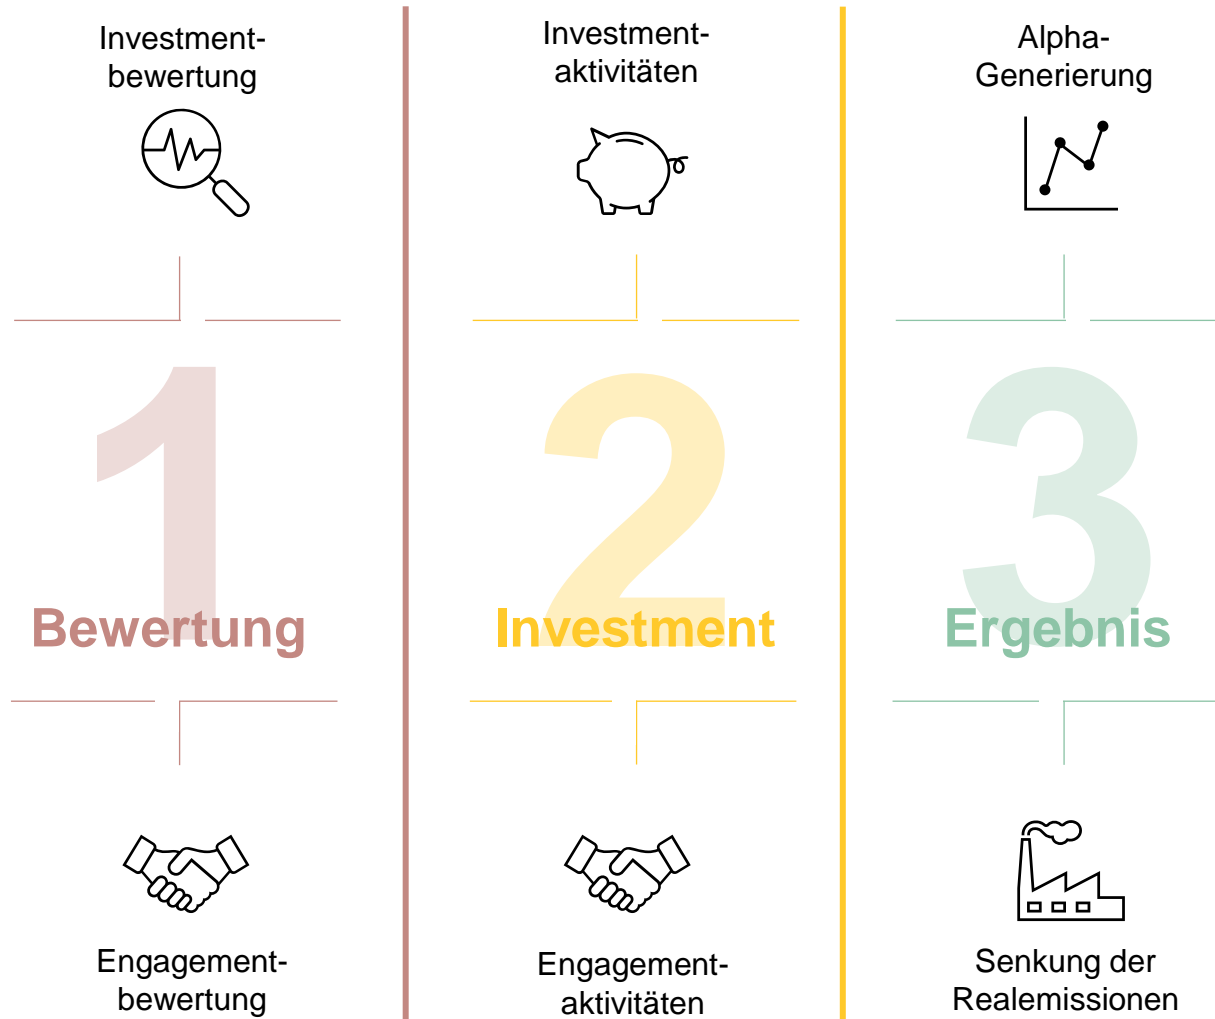 Investment-
bewertung
1
Bewertung
Engagement-
bewertung
Investment-
aktivitäten
2
Investment
Engagement-
aktivitäten
Alpha-
Generierung
3
Ergebnis
Senkung der
Realemissionen